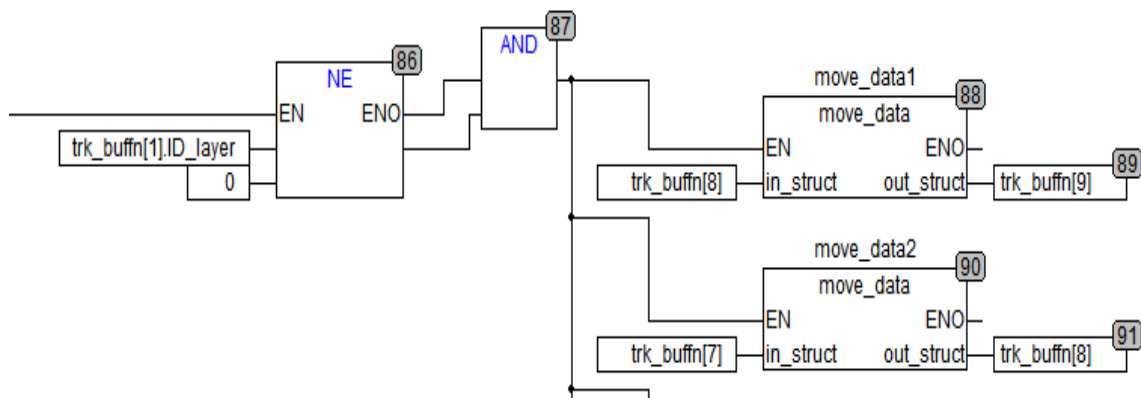 87
AND
86
NE
EN ENO
trk_buffn[1].ID_layer
0
move_data1
88
move_data
EN ENO
89
trk_buffn[8] in_struct out_struct trk_buffn[9]
move_data2
90
move_data
EN ENO
91
trk_buffn[7] in_struct out_struct trk_buffn[8]